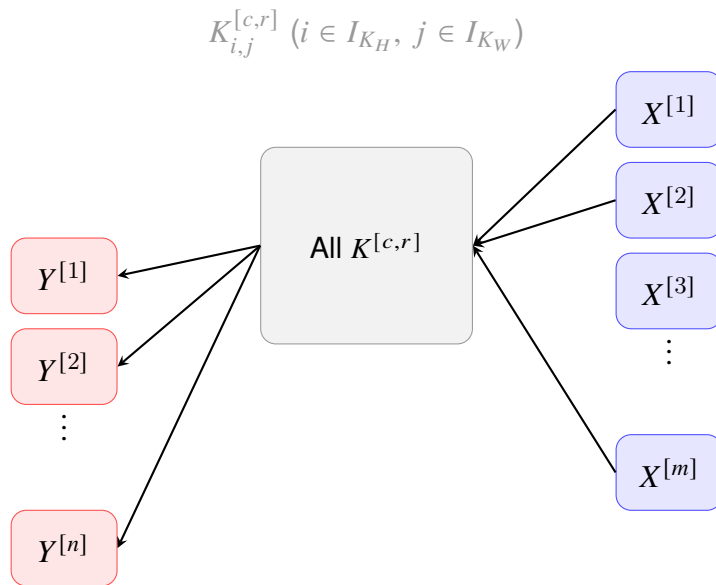 K_{i,j}^{[c,r]} (i ∈ I_{K_H}, j ∈ I_{K_W})
X^{[1]}
X^{[2]}
All K^{[c,r]}
Y^{[1]}
X^{[3]}
⋮
Y^{[2]}
⋮
X^{[m]}
Y^{[n]}